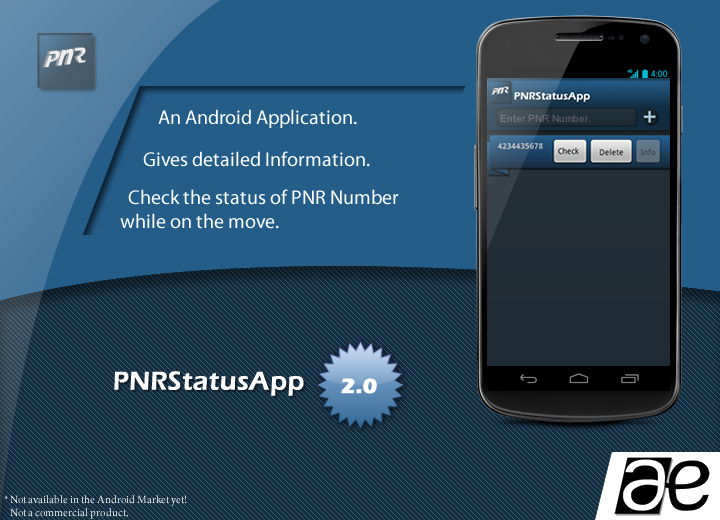 PNR
An Android Application.
Gives detailed Information.
Check the status of PNR Number
while on the move.
4G 4:00
PNR PNRStatusApp
Enter PNR Number. +
4234435678 Check Delete Info
PNRStatusApp 2.0
* Not available in the Android Market yet!
Not a commercial product.
ae